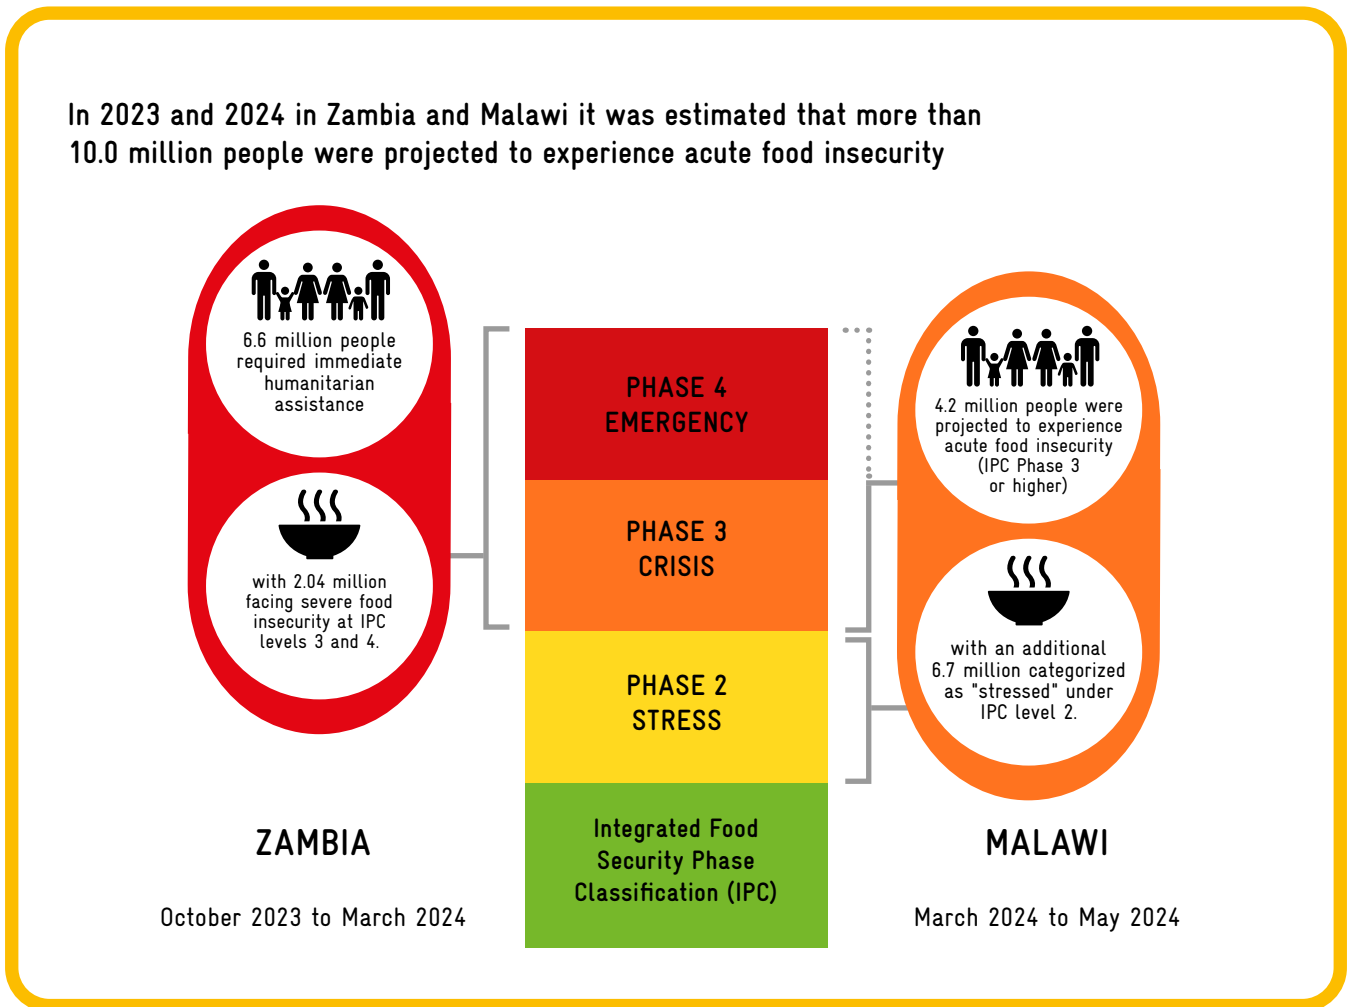 In 2023 and 2024 in Zambia and Malawi it was estimated that more than
10.0 million people were projected to experience acute food insecurity
6.6 million people
required immediate
humanitarian
assistance
with 2.04 million
facing severe food
insecurity at IPC
levels 3 and 4.
ZAMBIA
October 2023 to March 2024
PHASE 4
EMERGENCY
PHASE 3
CRISIS
PHASE 2
STRESS
Integrated Food
Security Phase
Classification (IPC)
4.2 million people were
projected to experience
acute food insecurity
(IPC Phase 3
or higher)
with an additional
6.7 million categorized
as "stressed" under
IPC level 2.
MALAWI
March 2024 to May 2024